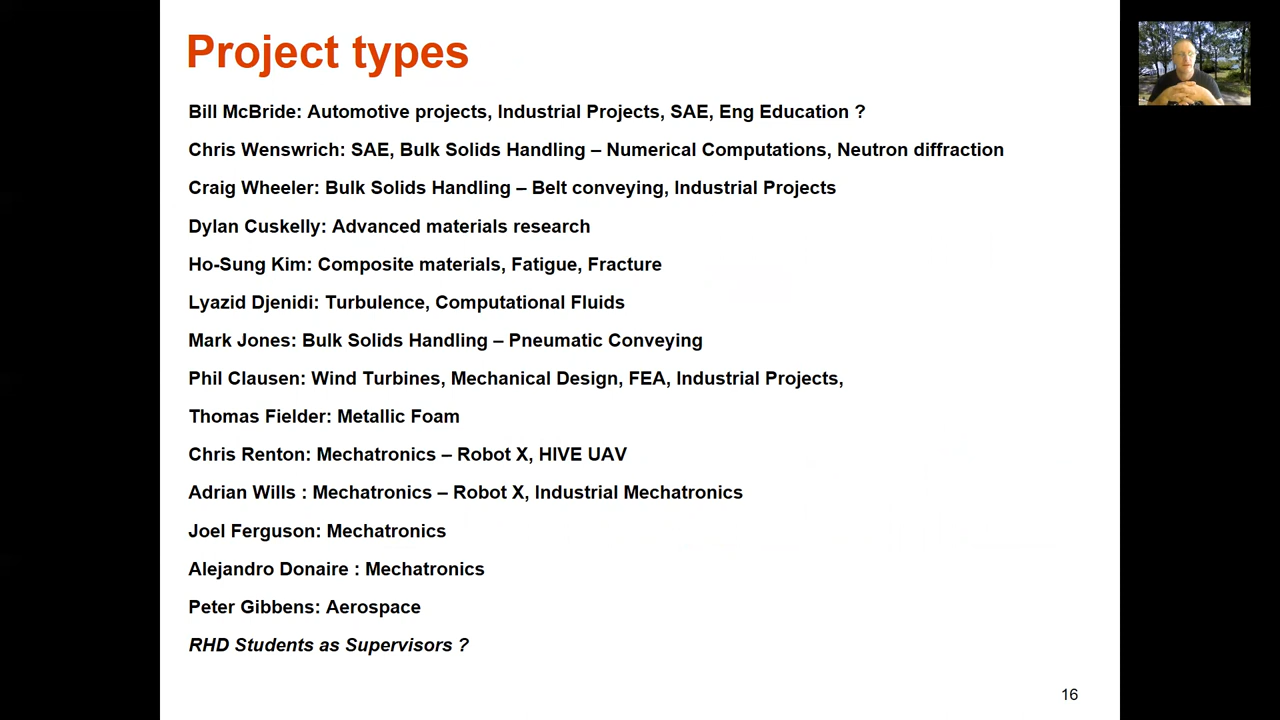 Project types
Bill McBride: Automotive projects, Industrial Projects, SAE, Eng Education ?
Chris Wenswrich: SAE, Bulk Solids Handling – Numerical Computations, Neutron diffraction
Craig Wheeler: Bulk Solids Handling – Belt conveying, Industrial Projects
Dylan Cuskelly: Advanced materials research
Ho-Sung Kim: Composite materials, Fatigue, Fracture
Lyazid Djenidi: Turbulence, Computational Fluids
Mark Jones: Bulk Solids Handling – Pneumatic Conveying
Phil Clausen: Wind Turbines, Mechanical Design, FEA, Industrial Projects,
Thomas Fielder: Metallic Foam
Chris Renton: Mechatronics – Robot X, HIVE UAV
Adrian Wills : Mechatronics – Robot X, Industrial Mechatronics
Joel Ferguson: Mechatronics
Alejandro Donaire : Mechatronics
Peter Gibbens: Aerospace
RHD Students as Supervisors ?
16